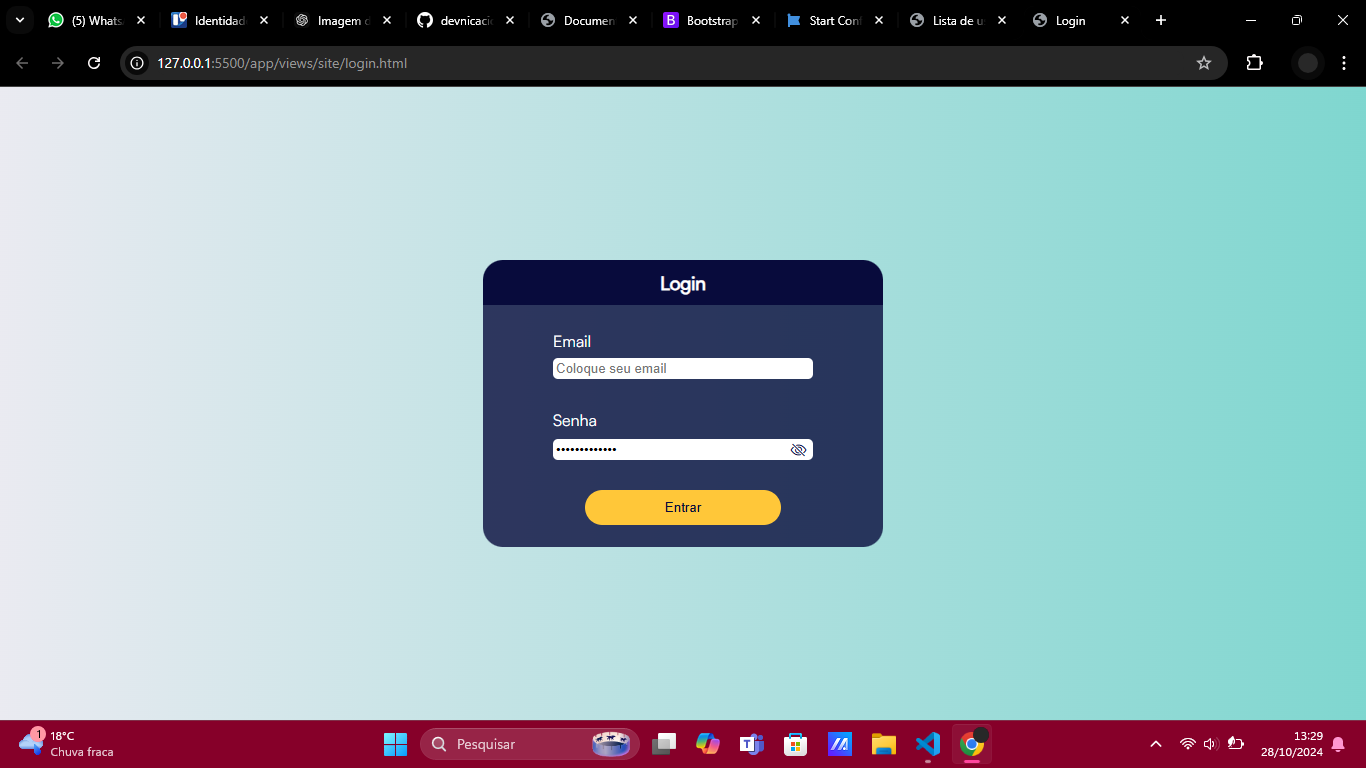 (5) Whats
Identidad
Imagem d
devnicaci
Documen
Bootstrap
Start Conf
Lista de u
Login
127.0.0.1:5500/app/views/site/login.html
Login
Email
Coloque seu email
Senha
•••••••••••••
Entrar
1
18°C
Chuva fraca
Pesquisar
13:29
28/10/2024